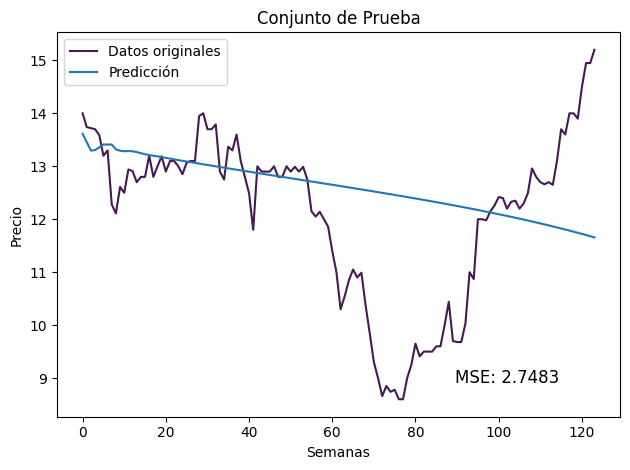 Conjunto de Prueba
Datos originales
Predicción
15
14
13
12
11
10
9
Precio
MSE: 2.7483
0
20
40
60
80
100
120
Semanas